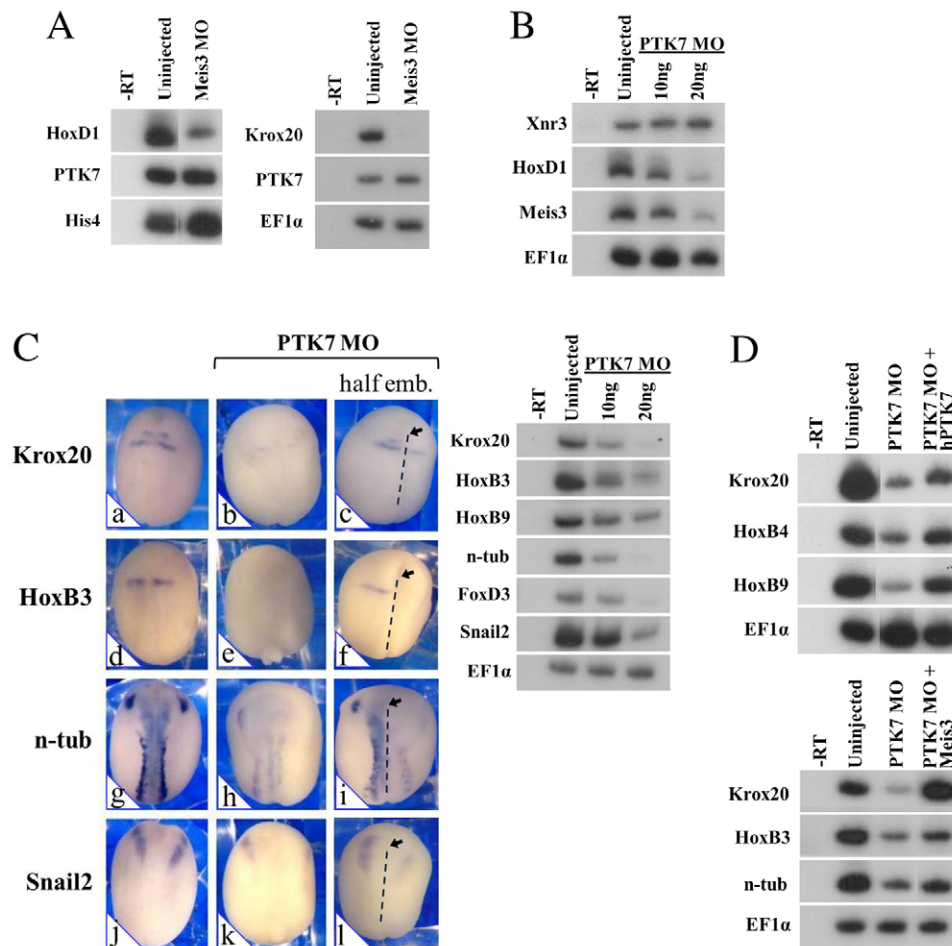 A
-RT
Uninjected
Meis3 MO
HoxD1
PTK7
His4
-RT
Uninjected
Meis3 MO
Krox20
PTK7
EF1α
B
PTK7 MO
-RT
Uninjected
10ng
20ng
Xnr3
HoxD1
Meis3
EF1α
C
PTK7 MO
half emb.
Krox20
a
b
c
HoxB3
d
e
f
n-tub
g
h
i
Snail2
j
k
l
PTK7 MO
-RT
Uninjected
10ng
20ng
Krox20
HoxB3
HoxB9
n-tub
FoxD3
Snail2
EF1α
D
-RT
Uninjected
PTK7 MO
PTK7 MO +
hPTK7
Krox20
HoxB4
HoxB9
EF1α
-RT
Uninjected
PTK7 MO
PTK7 MO +
Meis3
Krox20
HoxB3
n-tub
EF1α